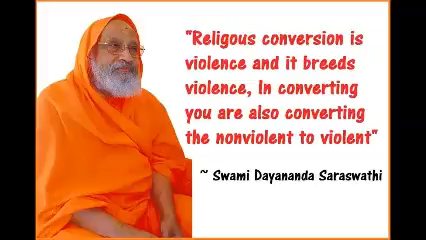 "Religous conversion is
violence and it breeds
violence, In converting
you are also converting
the nonviolent to violent"
~ Swami Dayananda Saraswathi